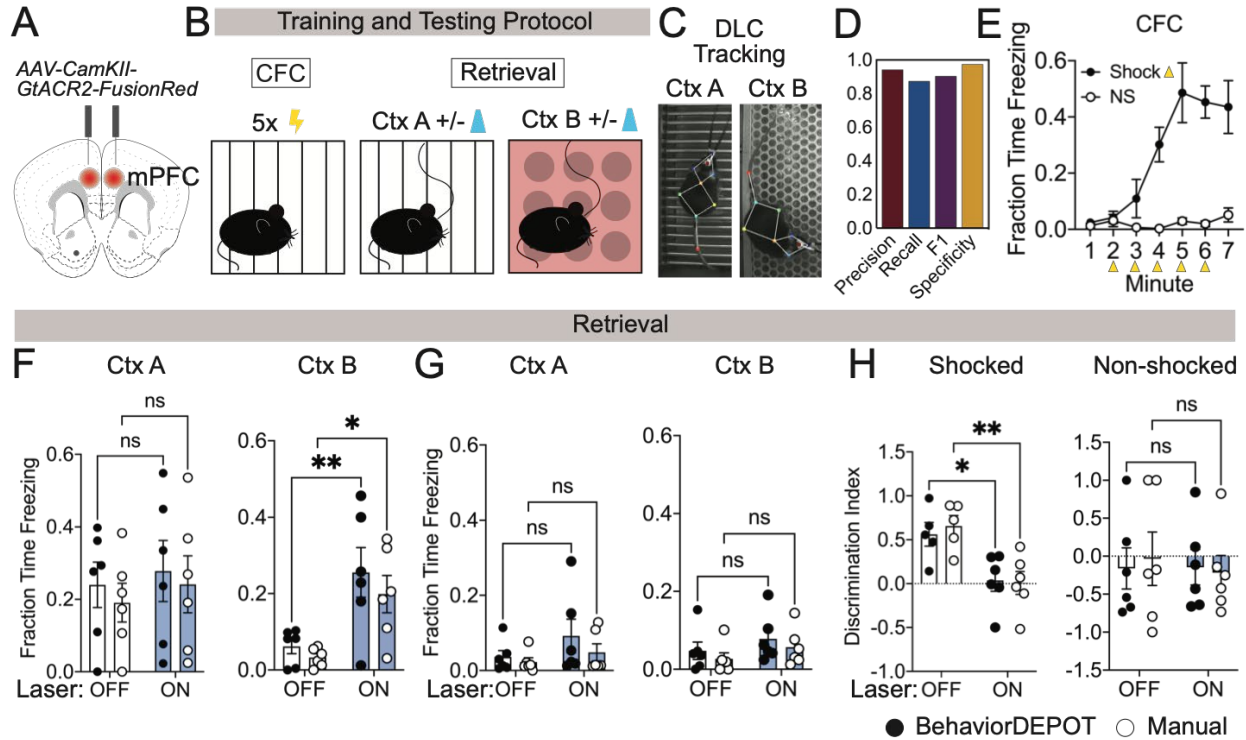 A
AAV-CamKII-
GtACR2-FusionRed
mPFC
B
Training and Testing Protocol
CFC
Retrieval
5x
Ctx A +/-
Ctx B +/-
C
DLC
Tracking
Ctx A
Ctx B
D
1.0
0.8
0.6
0.4
0.2
0.0
Precision
Recall
F1
Specificity
E
CFC
Fraction Time Freezing
0.6
0.4
0.2
0.0
Shock
NS
1 2 3 4 5 6 7
Minute
Retrieval
F
Ctx A
Fraction Time Freezing
0.6
0.4
0.2
0.0
ns
ns
Laser: OFF ON
Ctx B
0.6
0.4
0.2
0.0
*
**
OFF ON
G
Ctx A
Fraction Time Freezing
0.6
0.4
0.2
0.0
ns
ns
Laser: OFF ON
Ctx B
0.6
0.4
0.2
0.0
ns
ns
OFF ON
H
Shocked
Discrimination Index
1.5
1.0
0.5
0.0
-0.5
-1.0
**
*
Laser: OFF ON
Non-shocked
1.5
1.0
0.5
-0.0
-0.5
-1.0
-1.5
ns
ns
OFF ON
BehaviorDEPOT Manual